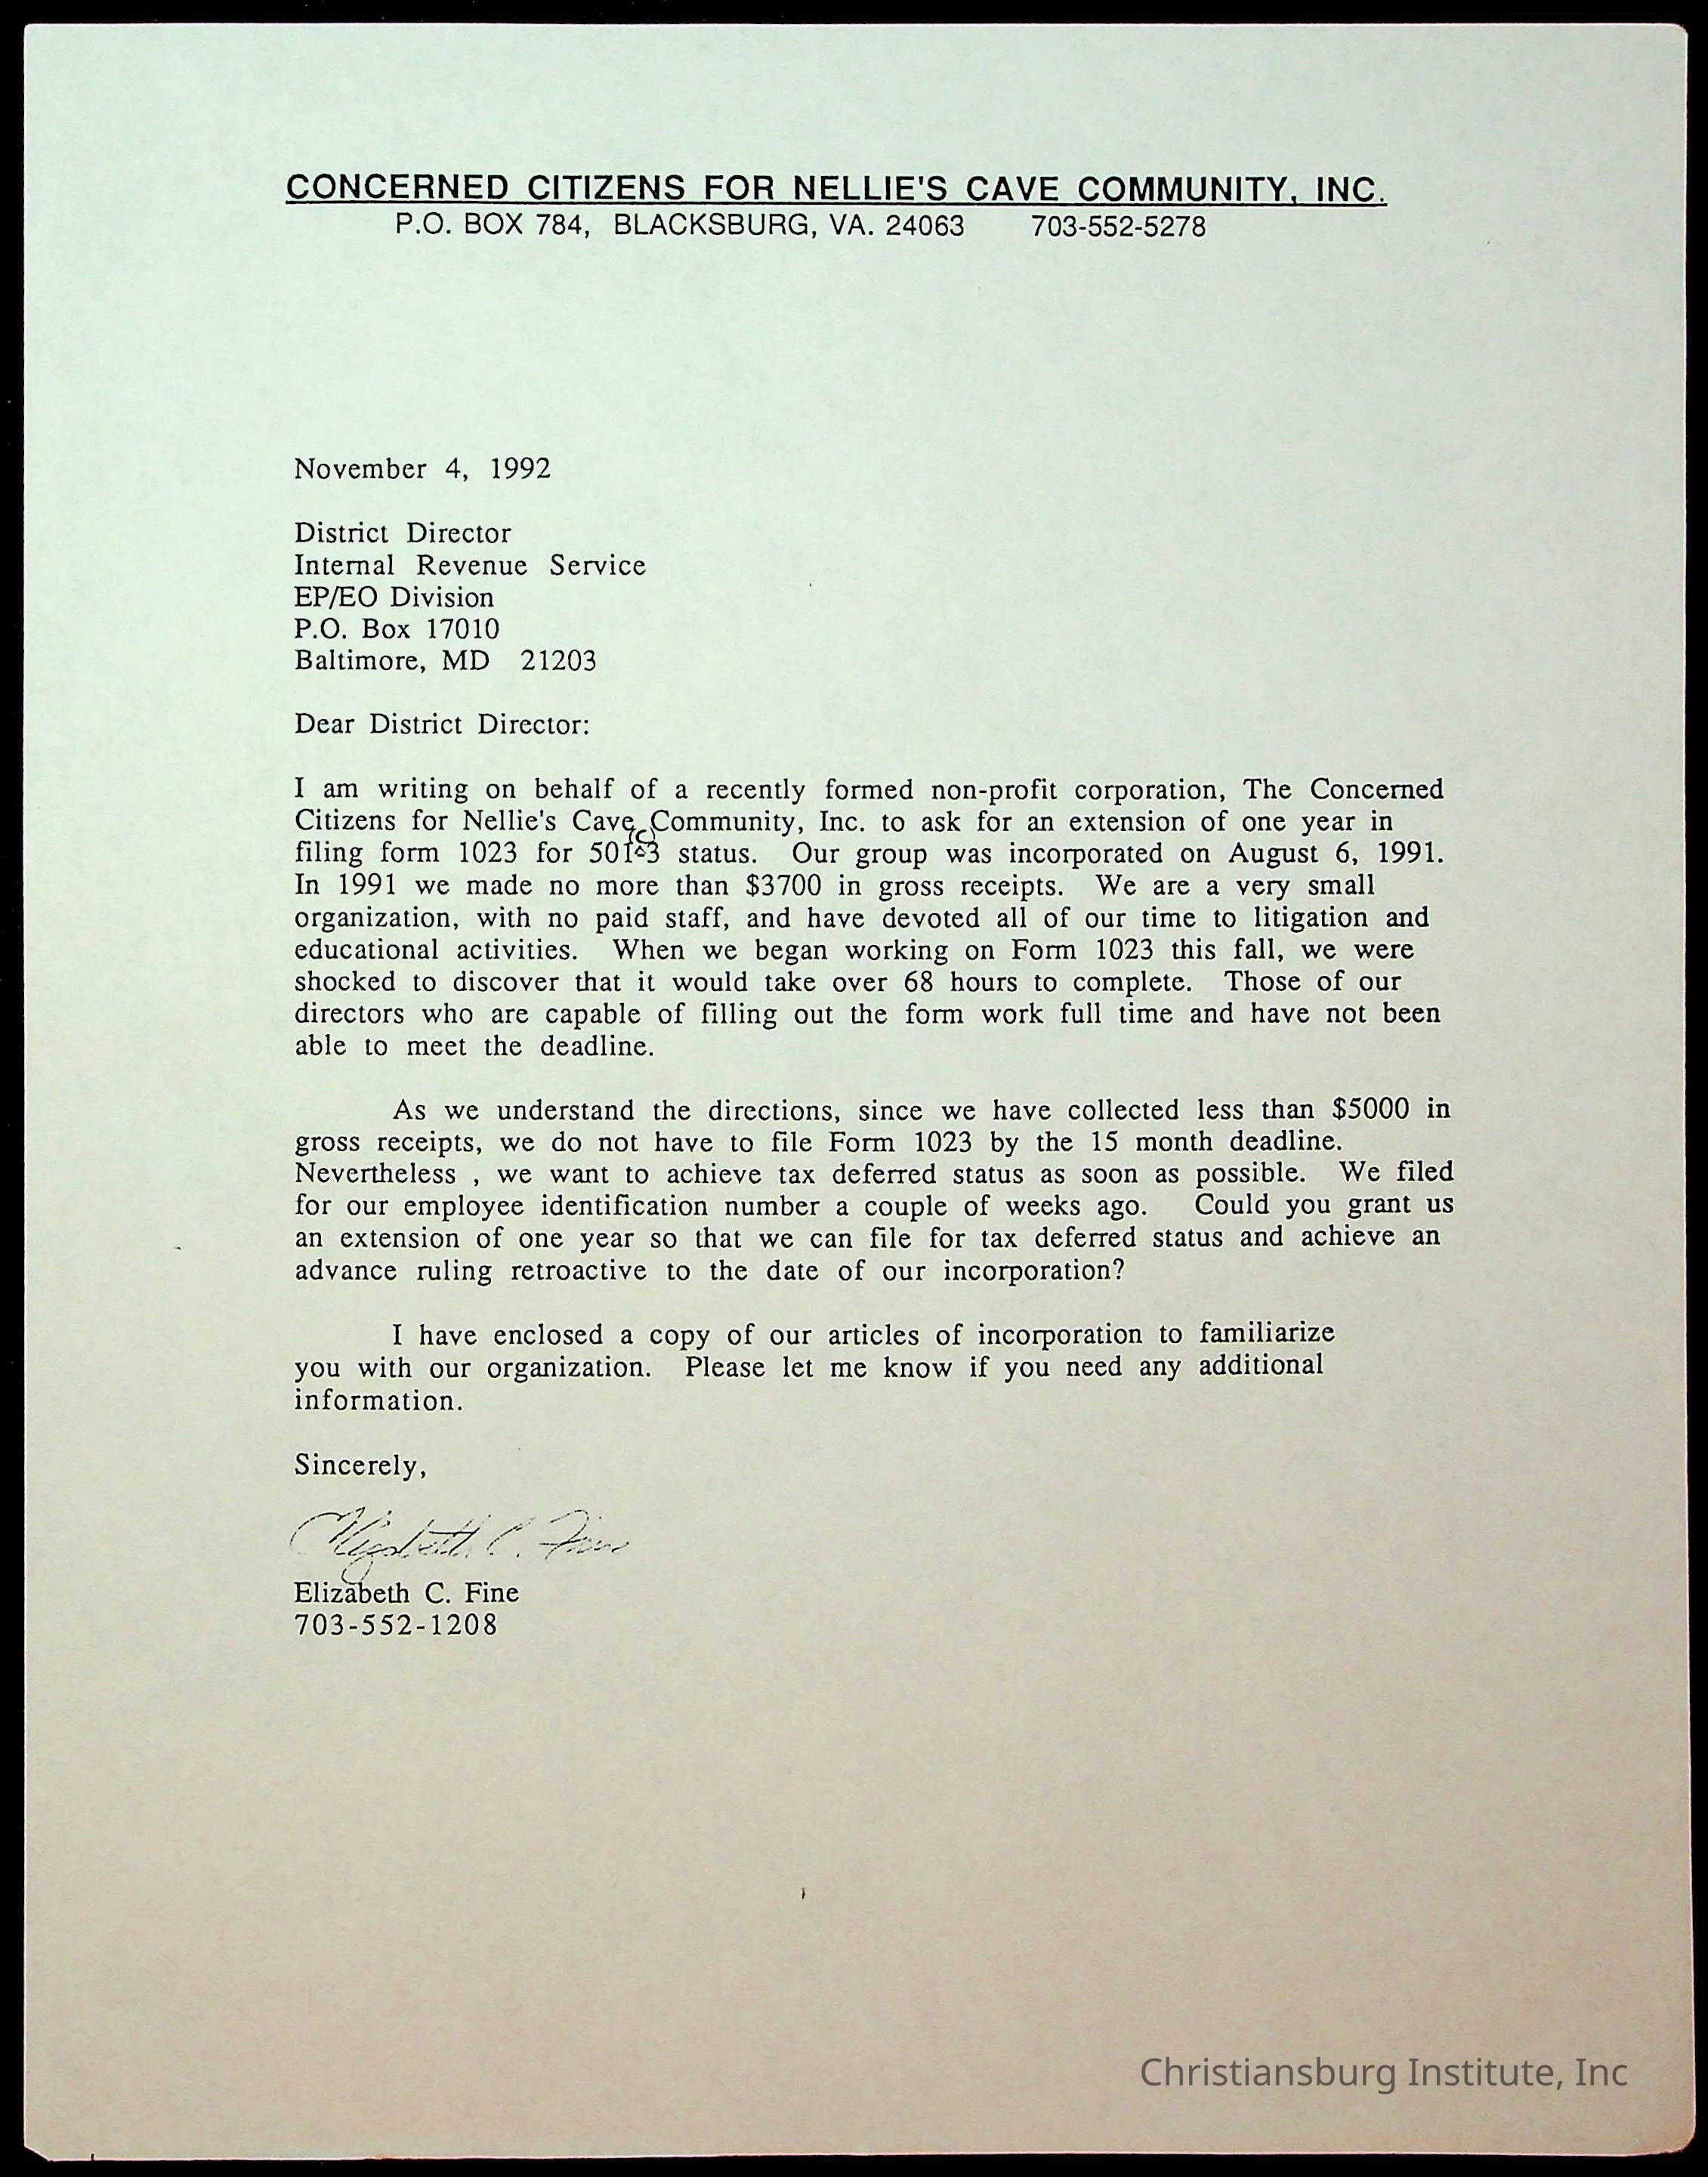 CONCERNED CITIZENS FOR NELLIE'S CAVE COMMUNITY, INC.
P.O. BOX 784, BLACKSBURG, VA. 24063 703-552-5278
November 4, 1992
District Director
Internal Revenue Service
EP/EO Division
P.O. Box 17010
Baltimore, MD 21203
Dear District Director:
I am writing on behalf of a recently formed non-profit corporation, The Concerned
Citizens for Nellie's Cave Community, Inc. to ask for an extension of one year in
filing form 1023 for 501c3 status. Our group was incorporated on August 6, 1991.
In 1991 we made no more than $3700 in gross receipts. We are a very small
organization, with no paid staff, and have devoted all of our time to litigation and
educational activities. When we began working on Form 1023 this fall, we were
shocked to discover that it would take over 68 hours to complete. Those of our
directors who are capable of filling out the form work full time and have not been
able to meet the deadline.
As we understand the directions, since we have collected less than $5000 in
gross receipts, we do not have to file Form 1023 by the 15 month deadline.
Nevertheless , we want to achieve tax deferred status as soon as possible. We filed
for our employee identification number a couple of weeks ago. Could you grant us
an extension of one year so that we can file for tax deferred status and achieve an
advance ruling retroactive to the date of our incorporation?
I have enclosed a copy of our articles of incorporation to familiarize
you with our organization. Please let me know if you need any additional
information.
Sincerely,
Elizabeth C. Fine
Elizabeth C. Fine
703-552-1208
Christiansburg Institute, Inc